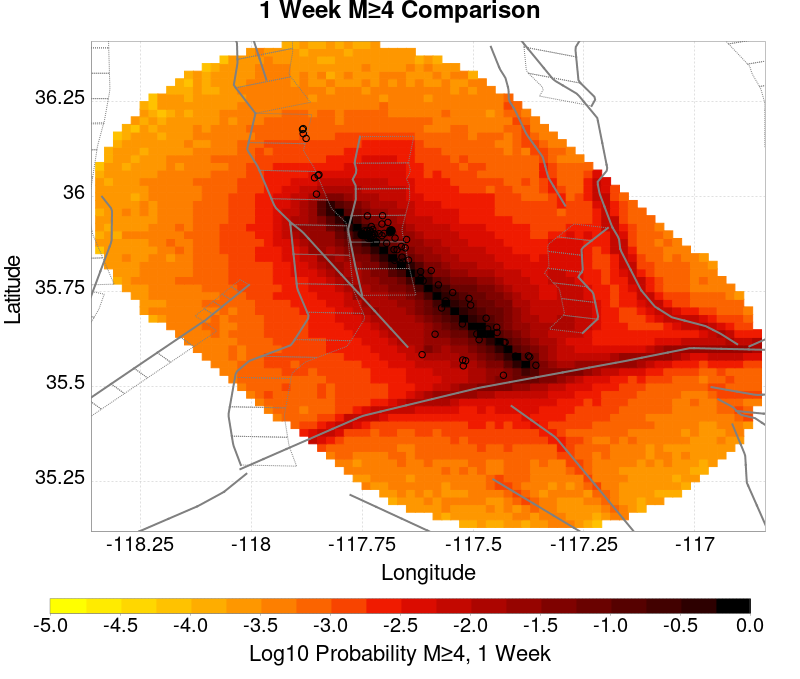 1 Week M≥4 Comparison
36.25
36
35.75
35.5
35.25
Latitude
-118.25 -118 -117.75 -117.5 -117.25 -117
Longitude
-5.0 -4.5 -4.0 -3.5 -3.0 -2.5 -2.0 -1.5 -1.0 -0.5 0.0
Log10 Probability M≥4, 1 Week